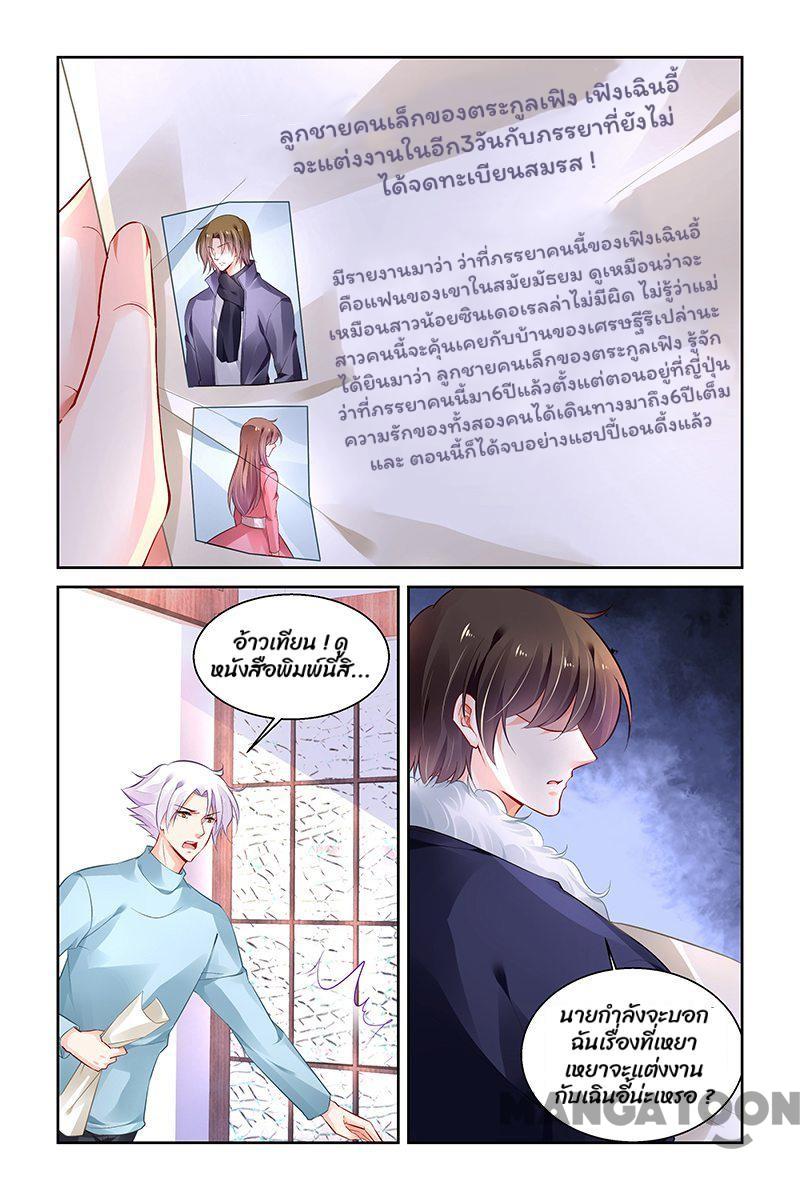 ลูกชายคนเล็กของตระกูลเฟิง เฟิงเฉินอี้
จะแต่งงานในอีก3วันกับภรรยาที่ยังไม่
ได้จดทะเบียนสมรส !
มีรายงานมาว่า ว่าที่ภรรยาคนนี้ของเฟิงเฉินอี้
คือแฟนของเขาในสมัยมัธยม ดูเหมือนว่าจะ
เหมือนสาวน้อยซินเดอเรลล่าไม่มีผิด ไม่รู้ว่าแม่
สาวคนนี้จะคุ้นเคยกับบ้านของเศรษฐีรึเปล่านะ
ได้ยินมาว่า ลูกชายคนเล็กของตระกูลเฟิง รู้จัก
ว่าที่ภรรยาคนนี้มา6ปีแล้วตั้งแต่ตอนอยู่ที่ญี่ปุ่น
ความรักของทั้งสองคนได้เดินทางมาถึง6ปีเต็ม
และ ตอนนี้ก็ได้จบอย่างแฮปปี้เอนดิ้งแล้ว
อ้าวเทียน ! ดู
หนังสือพิมพ์นี่สิ...
นายกำลังจะบอก
ฉันเรื่องที่เหยา
เหยาจะแต่งงาน
กับเฉินอี้น่ะเหรอ ?
MANGATOON